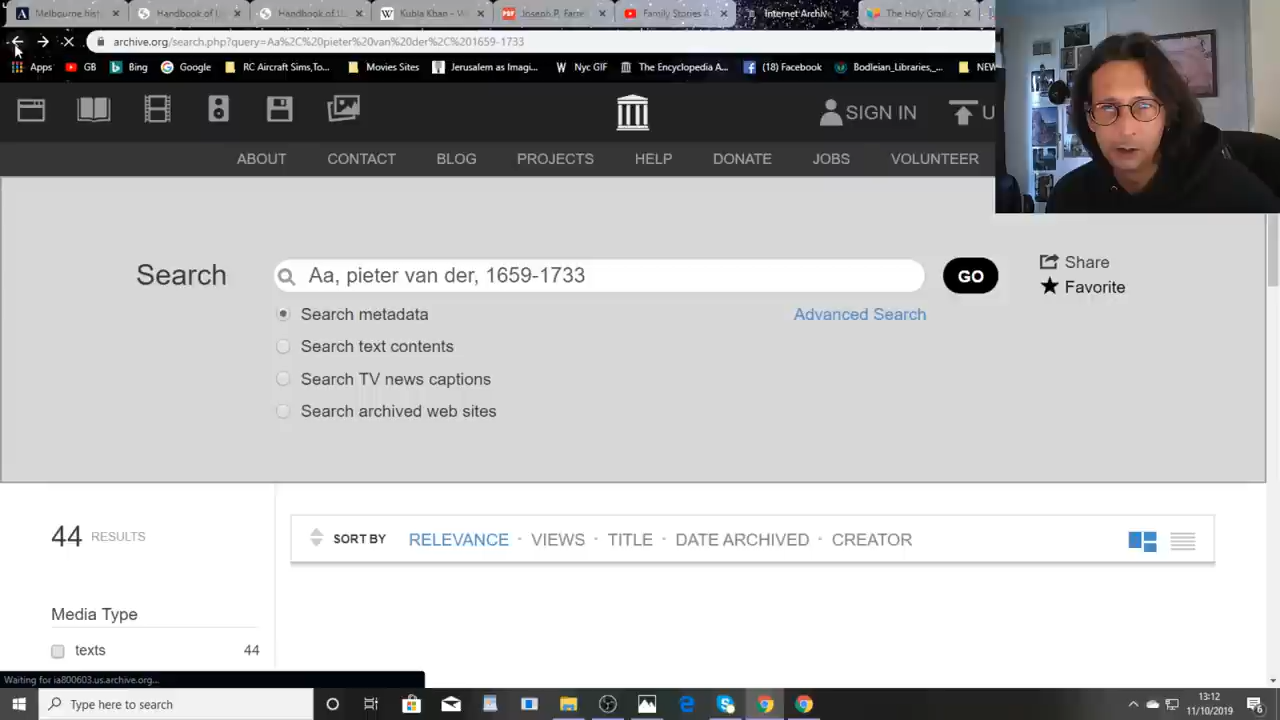 Melbourne hist
Handbook of
Handbook of
Kubla Khan - W
Joseph P. Farre
Family Stories
Internet Archiv
The Holy Grail
archive.org/search.php?query=Aa%2C%20pieter%20van%20der%2C%201659-1733
Apps GB Bing Google RC Aircraft Sims,To... Movies Sites Jerusalem as Imagi... Nyc GIF The Encyclopedia A... (18) Facebook Bodleian_Libraries,... NEW
SIGN IN U
ABOUT CONTACT BLOG PROJECTS HELP DONATE JOBS VOLUNTEER
Search Aa, pieter van der, 1659-1733 GO
Share
Favorite
Search metadata Advanced Search
Search text contents
Search TV news captions
Search archived web sites
44 RESULTS
SORT BY RELEVANCE · VIEWS · TITLE · DATE ARCHIVED · CREATOR
Media Type
texts 44
Waiting for ia800603.us.archive.org...
Type here to search
13:12
11/10/2019
6